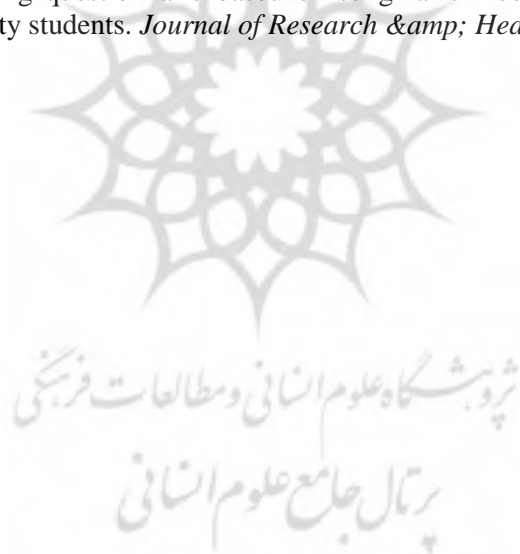 ty students. Journal of Research &amp; Hea
پژوهشگاه علوم انسانی و مطالعات فرهنگی
پرتال جامع علوم انسانی